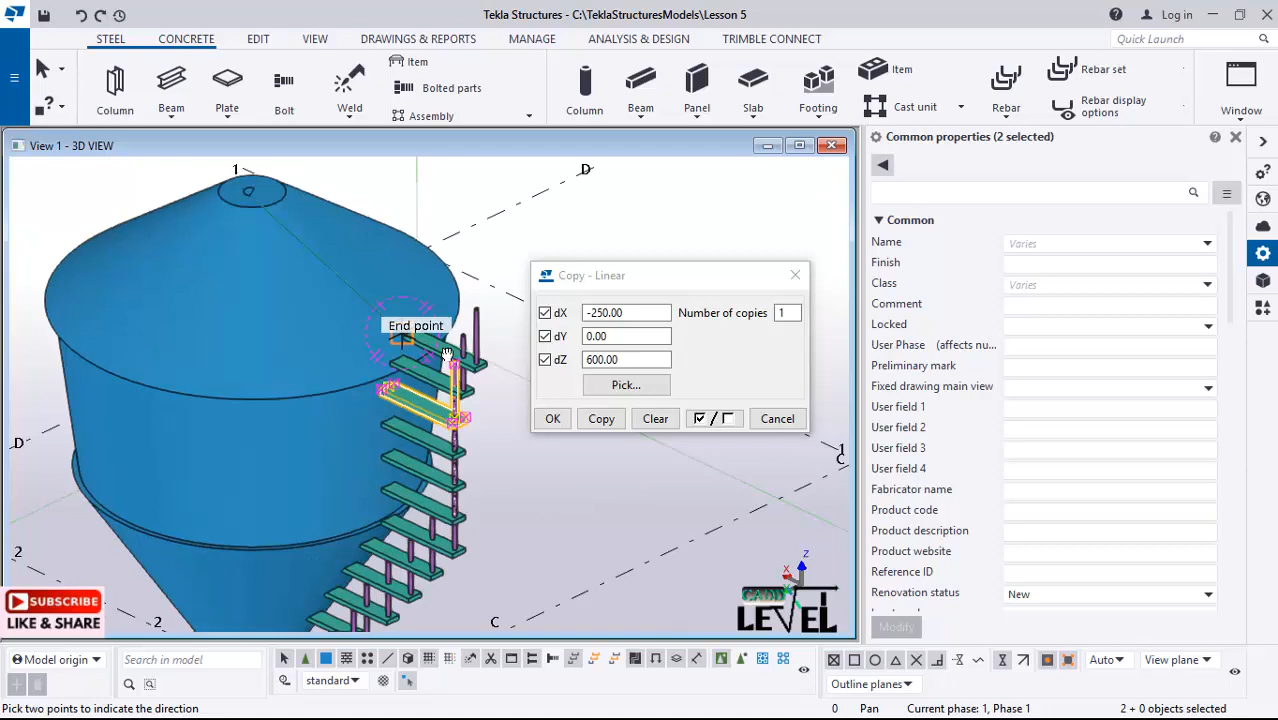 Tekla Structures - C:\TeklaStructuresModels\Lesson 5
Log in
STEEL CONCRETE EDIT VIEW DRAWINGS & REPORTS MANAGE ANALYSIS & DESIGN TRIMBLE CONNECT
Quick Launch
Column Beam Plate Bolt Weld
Item
Bolted parts
Assembly
Column Beam Panel Slab Footing
Item
Cast unit
Rebar
Rebar set
Rebar display options
Window
View 1 - 3D VIEW
1
D
End point
D
1
C
2
2
C
SUBSCRIBE
LIKE & SHARE
Z
X
CADD
LEVEL
Copy - Linear
dX -250.00 Number of copies 1
dY 0.00
dZ 600.00
Pick...
OK Copy Clear / Cancel
Common properties (2 selected)
Common
Name Varies
Finish
Class Varies
Comment
Locked
User Phase (affects nu...
Fixed drawing main view
User field 1
User field 2
User field 3
User field 4
Fabricator name
Product code
Product description
Product website
Reference ID
Renovation status New
Modify
Model origin
Search in model
standard
Auto
View plane
Outline planes
Pick two points to indicate the direction
0 Pan Current phase: 1, Phase 1 2 + 0 objects selected